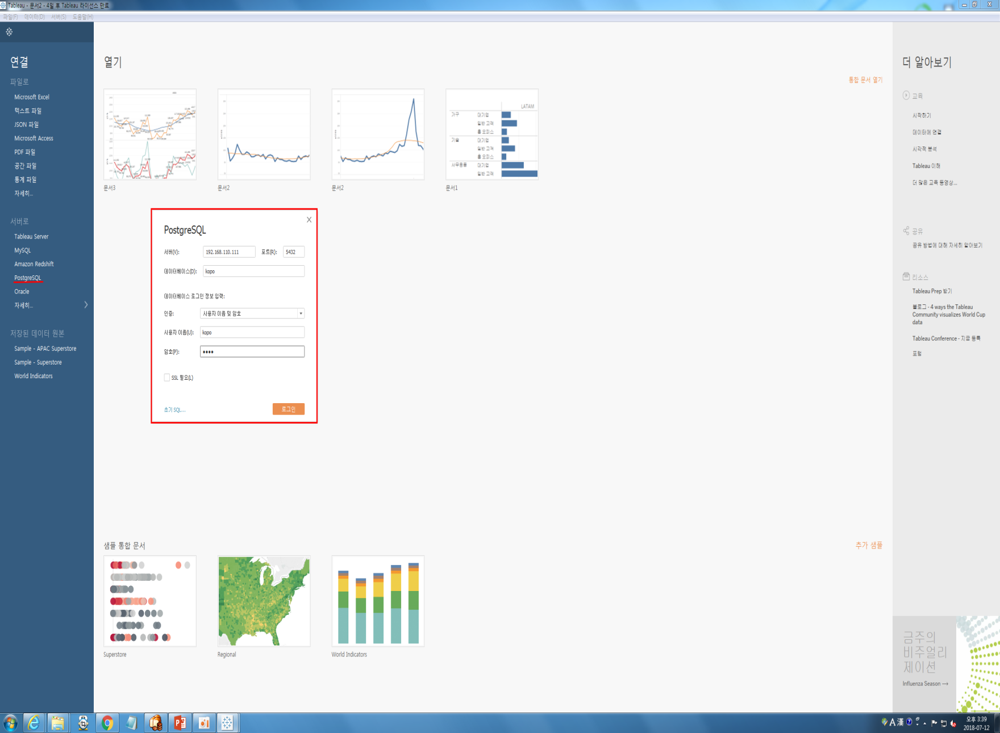 Tableau - 문서2 - 4일 후 Tableau 라이선스 만료
파일(F) 데이터(D) 서버(S) 도움말(H)
연결
파일로
Microsoft Excel
텍스트 파일
JSON 파일
Microsoft Access
PDF 파일
공간 파일
통계 파일
자세히...
서버로
Tableau Server
MySQL
Amazon Redshift
PostgreSQL
Oracle
자세히...
저장된 데이터 원본
Sample - APAC Superstore
Sample - Superstore
World Indicators
열기
통합 문서 열기
LATAM
가구 대기업
일반 고객
홈 오피스
기술 대기업
일반 고객
홈 오피스
사무용품 대기업
일반 고객
문서3
문서2
문서2
문서1
PostgreSQL
서버(V): 192.168.110.111 포트(R): 5432
데이터베이스(D): kopo
데이터베이스 로그인 정보 입력:
인증: 사용자 이름 및 암호
사용자 이름(U): kopo
암호(P): ••••
SSL 필요(L)
초기 SQL...
로그인
샘플 통합 문서
추가 샘플
Superstore
Regional
World Indicators
더 알아보기
교육
시작하기
데이터에 연결
시각적 분석
Tableau 이해
더 많은 교육 동영상...
공유
공유 방법에 대해 자세히 알아보기
리소스
Tableau Prep 받기
블로그 - 4 ways the Tableau
Community visualizes World Cup
data
Tableau Conference - 지금 등록
포럼
금주의
비주얼리
제이션
Influenza Season →
A 漢
오후 3:39
2018-07-12